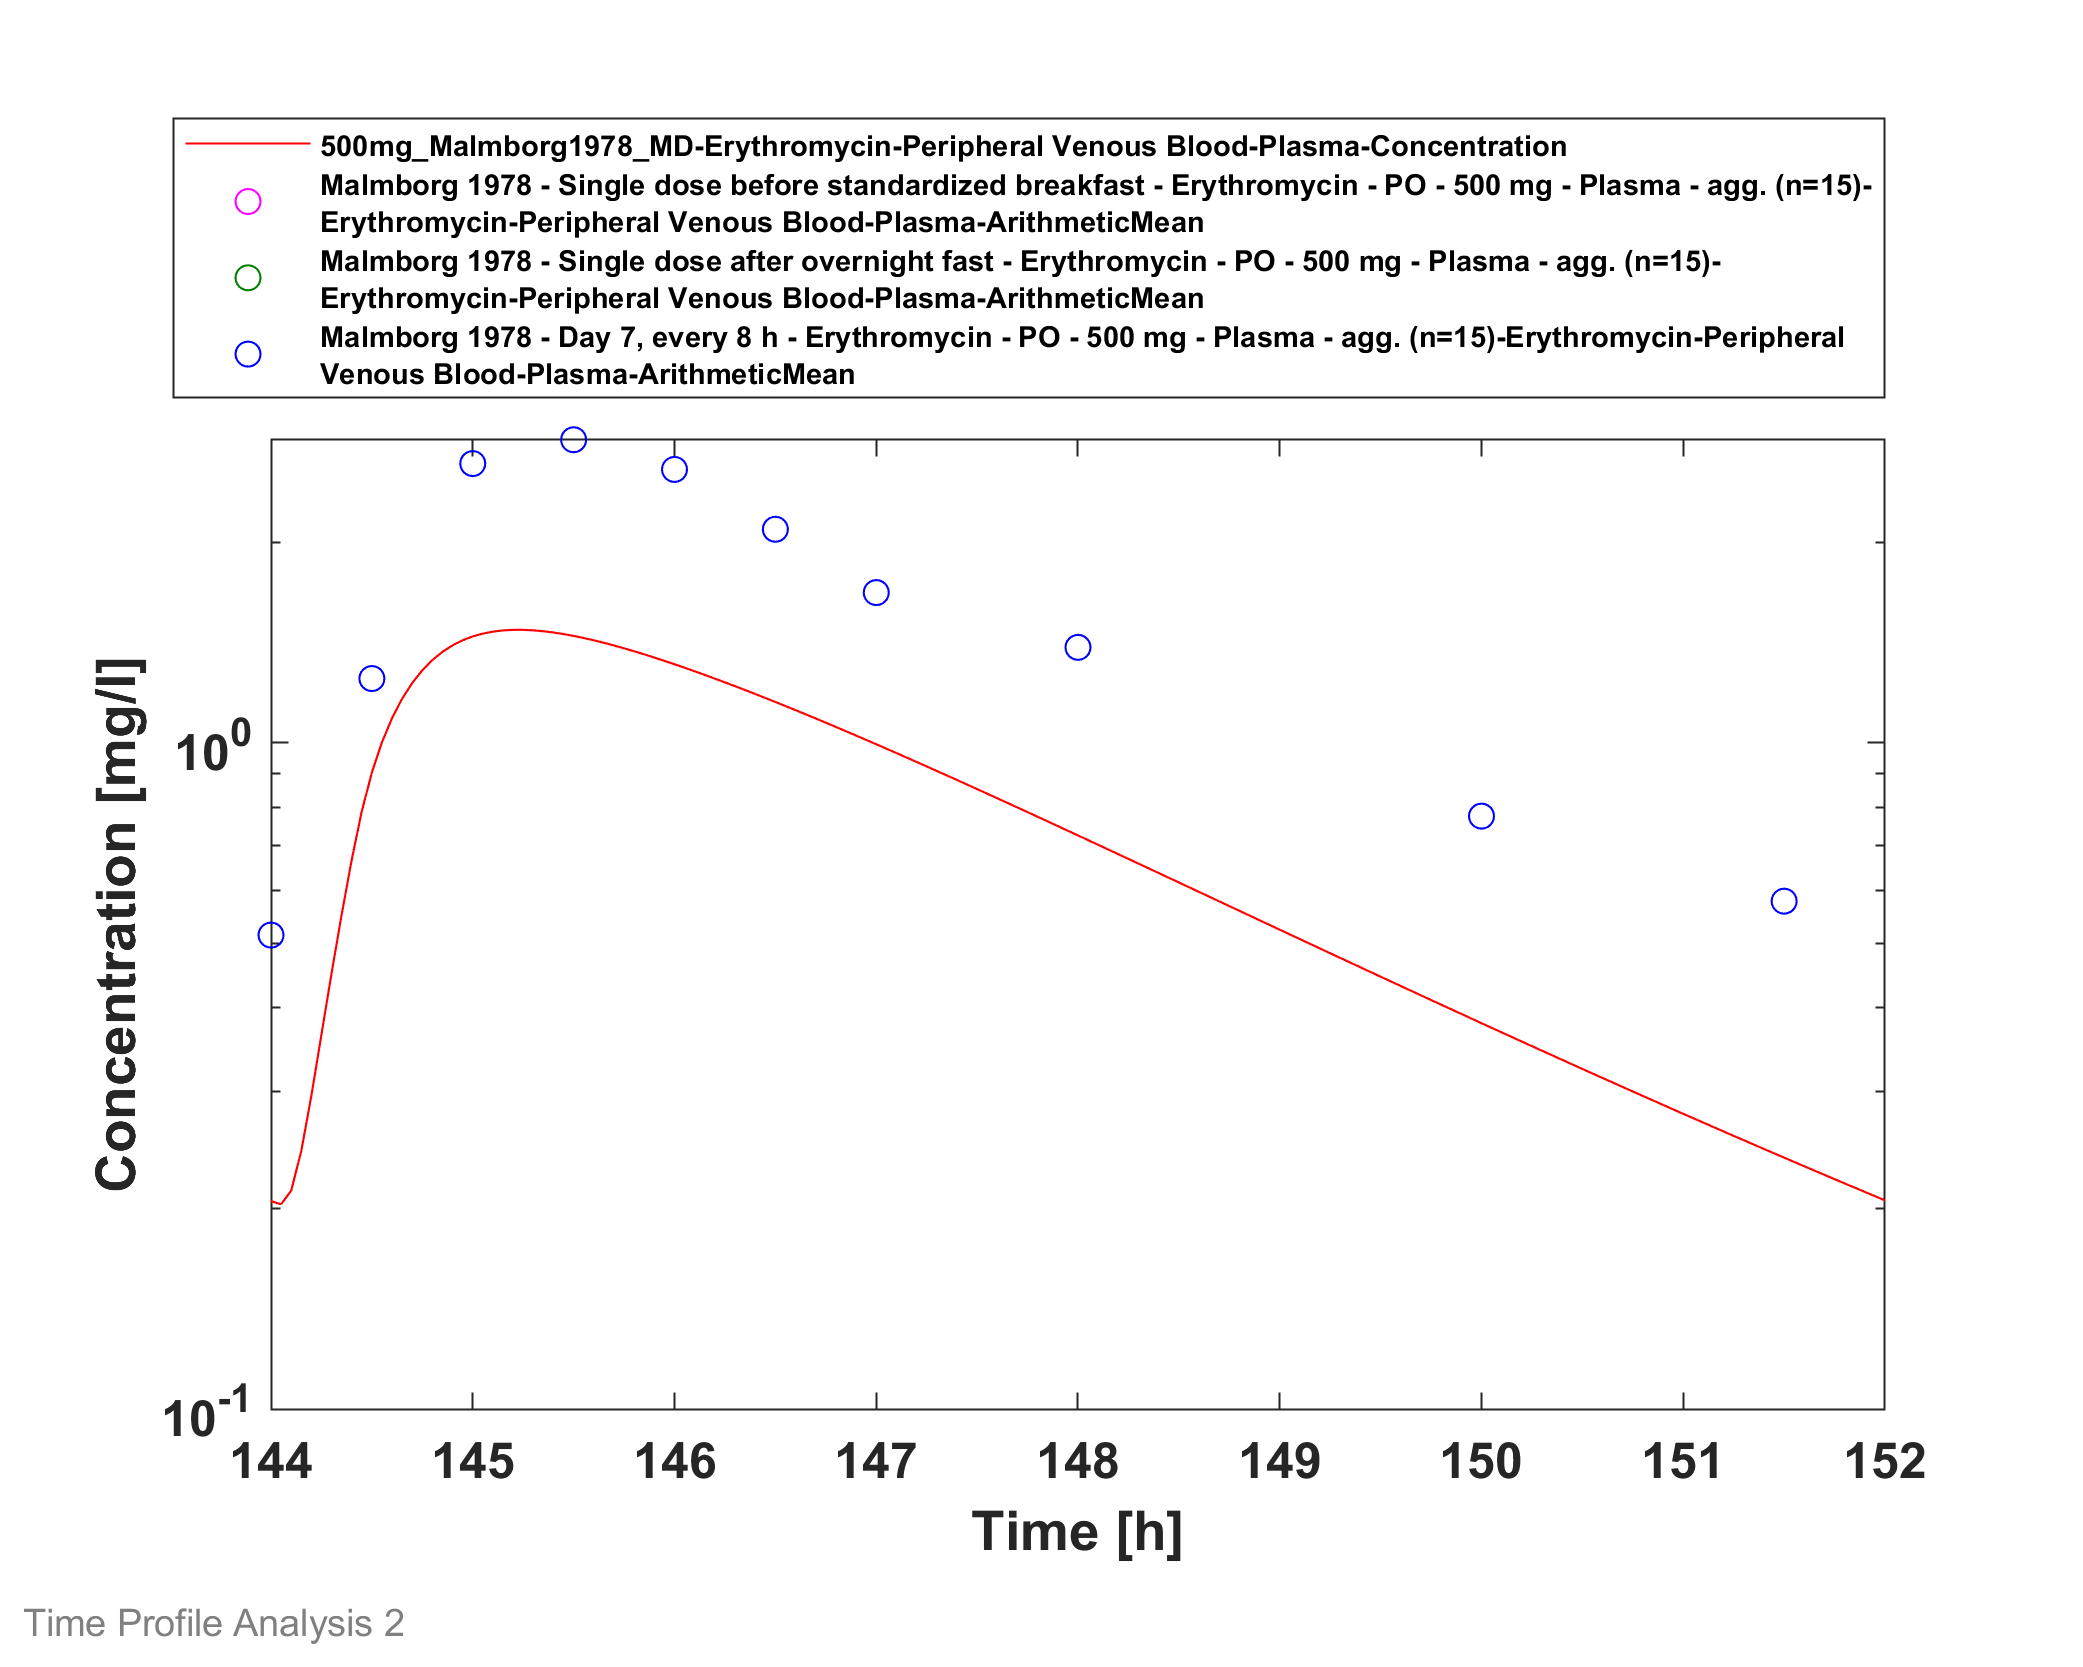 500mg_Malmborg1978_MD-Erythromycin-Peripheral Venous Blood-Plasma-Concentration
Malmborg 1978 - Single dose before standardized breakfast - Erythromycin - PO - 500 mg - Plasma - agg. (n=15)-
Erythromycin-Peripheral Venous Blood-Plasma-ArithmeticMean
Malmborg 1978 - Single dose after overnight fast - Erythromycin - PO - 500 mg - Plasma - agg. (n=15)-
Erythromycin-Peripheral Venous Blood-Plasma-ArithmeticMean
Malmborg 1978 - Day 7, every 8 h - Erythromycin - PO - 500 mg - Plasma - agg. (n=15)-Erythromycin-Peripheral
Venous Blood-Plasma-ArithmeticMean
Concentration [mg/l]
10^0
10^-1
144 145 146 147 148 149 150 151 152
Time [h]
Time Profile Analysis 2